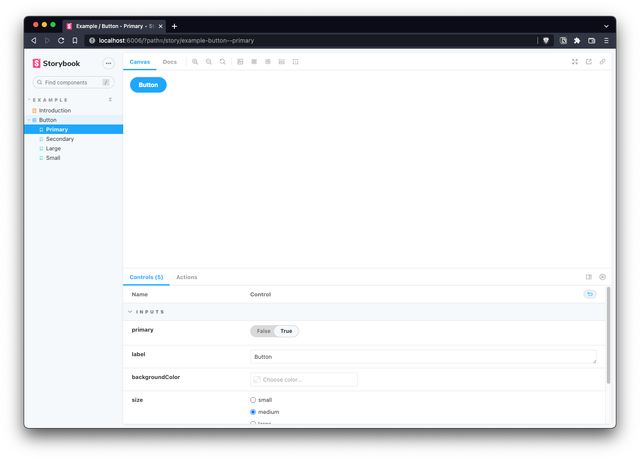 Example / Button - Primary - St
localhost:6006/?path=/story/example-button--primary
Storybook
Find components /
EXAMPLE
Introduction
Button
Primary
Secondary
Large
Small
Canvas Docs
Button
Controls (5) Actions
Name Control
INPUTS
primary False True
label Button
backgroundColor Choose color...
size small
medium